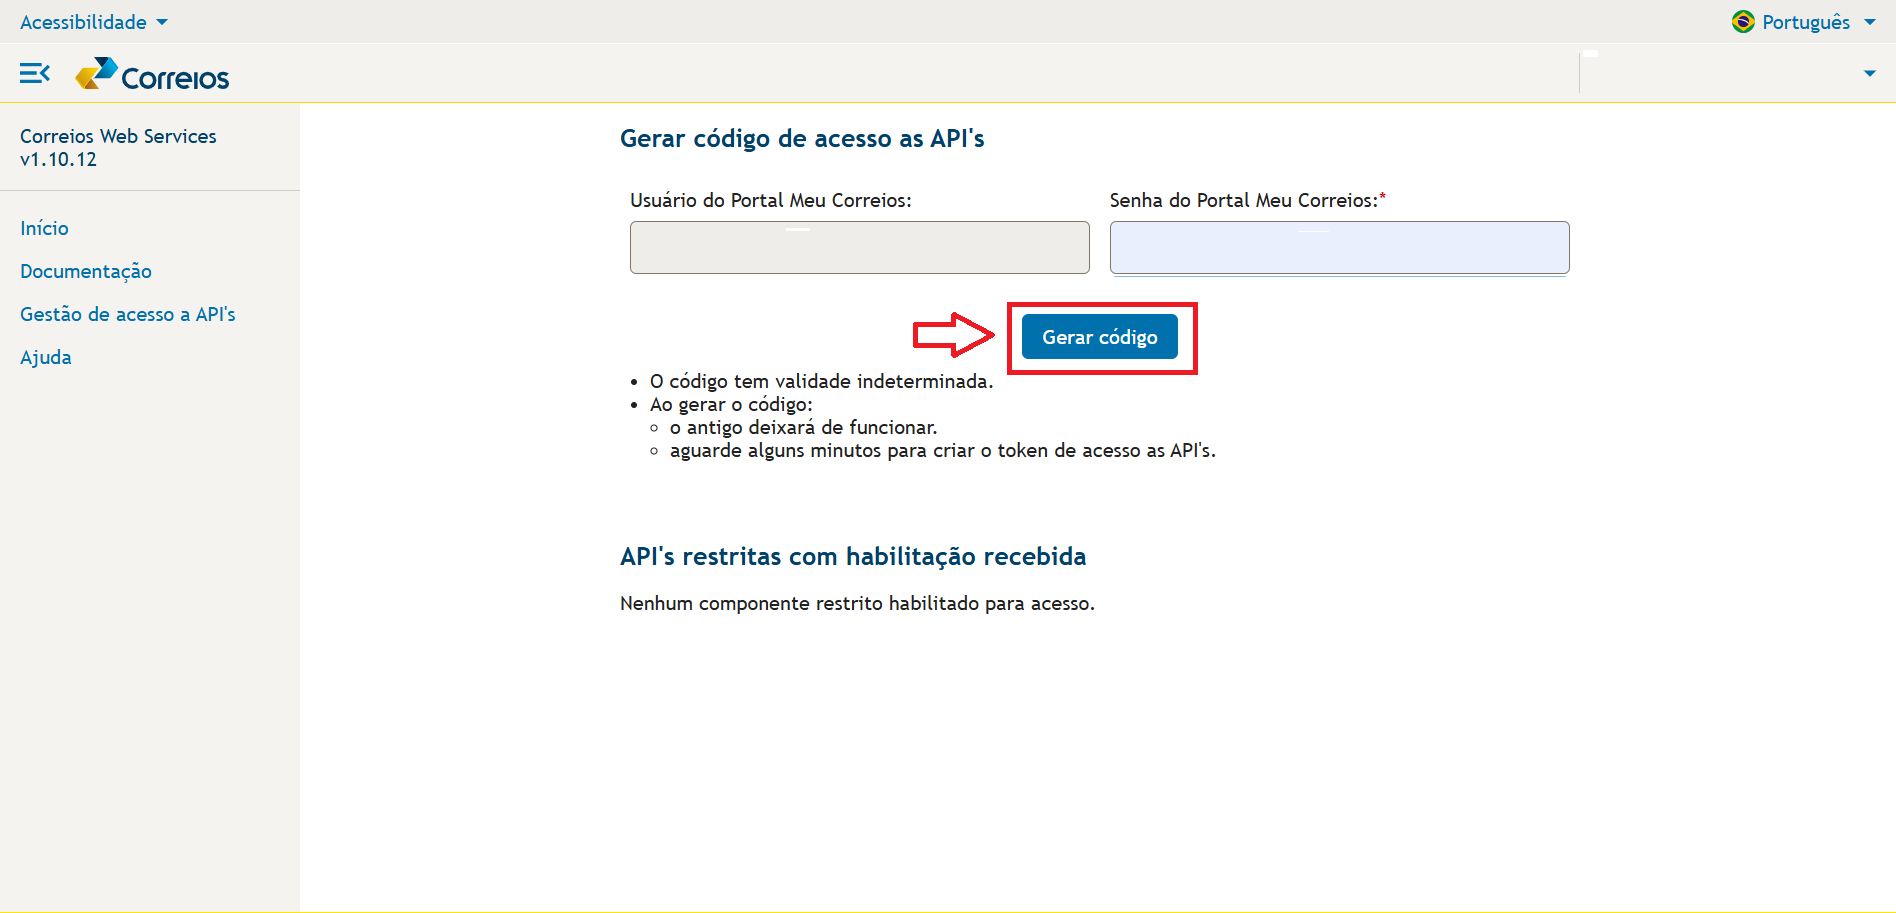 Acessibilidade
Português
Correios
Correios Web Services
v1.10.12
Início
Documentação
Gestão de acesso a API's
Ajuda
Gerar código de acesso as API's
Usuário do Portal Meu Correios:
Senha do Portal Meu Correios:*
Gerar código
• O código tem validade indeterminada.
• Ao gerar o código:
◦ o antigo deixará de funcionar.
◦ aguarde alguns minutos para criar o token de acesso as API's.
API's restritas com habilitação recebida
Nenhum componente restrito habilitado para acesso.